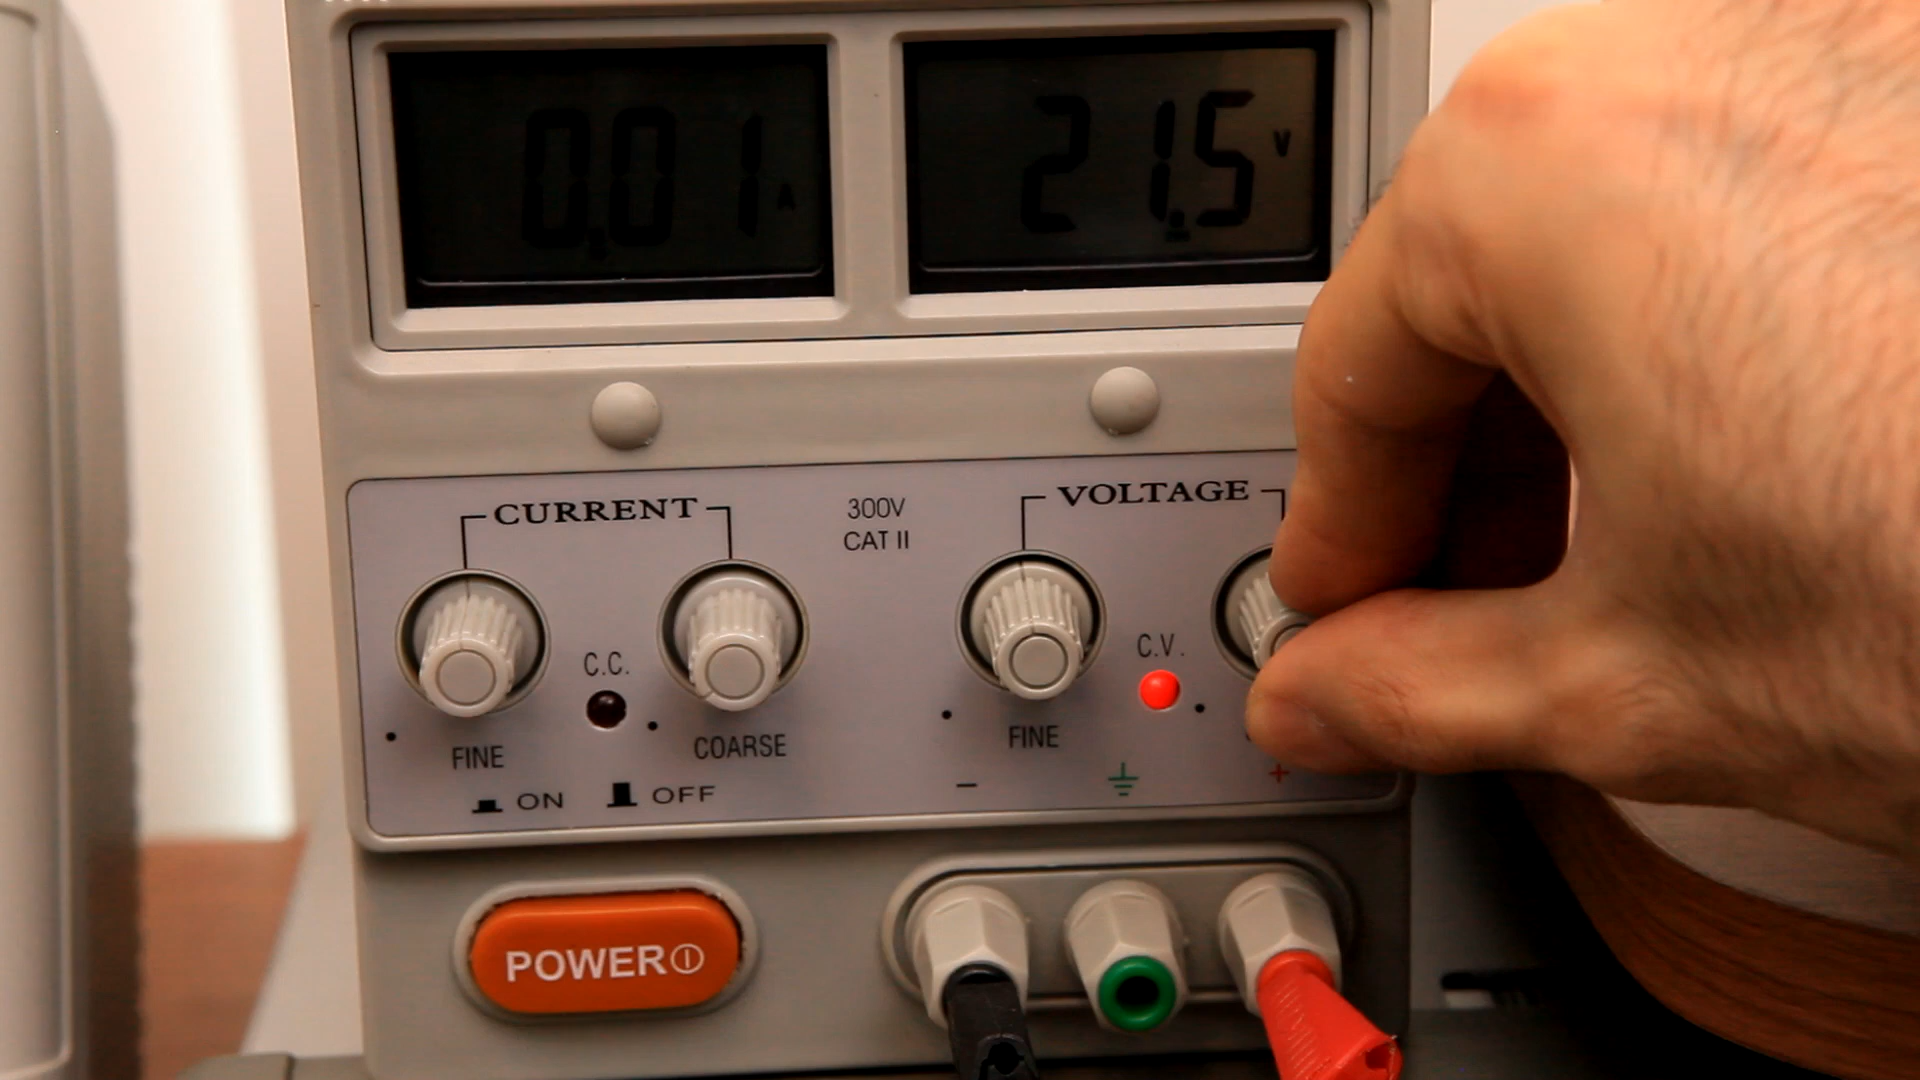 0.01 A
21.5 V
CURRENT
300V
CAT II
VOLTAGE
C.C.
C.V.
FINE
COARSE
FINE
ON
OFF
−
+
POWER